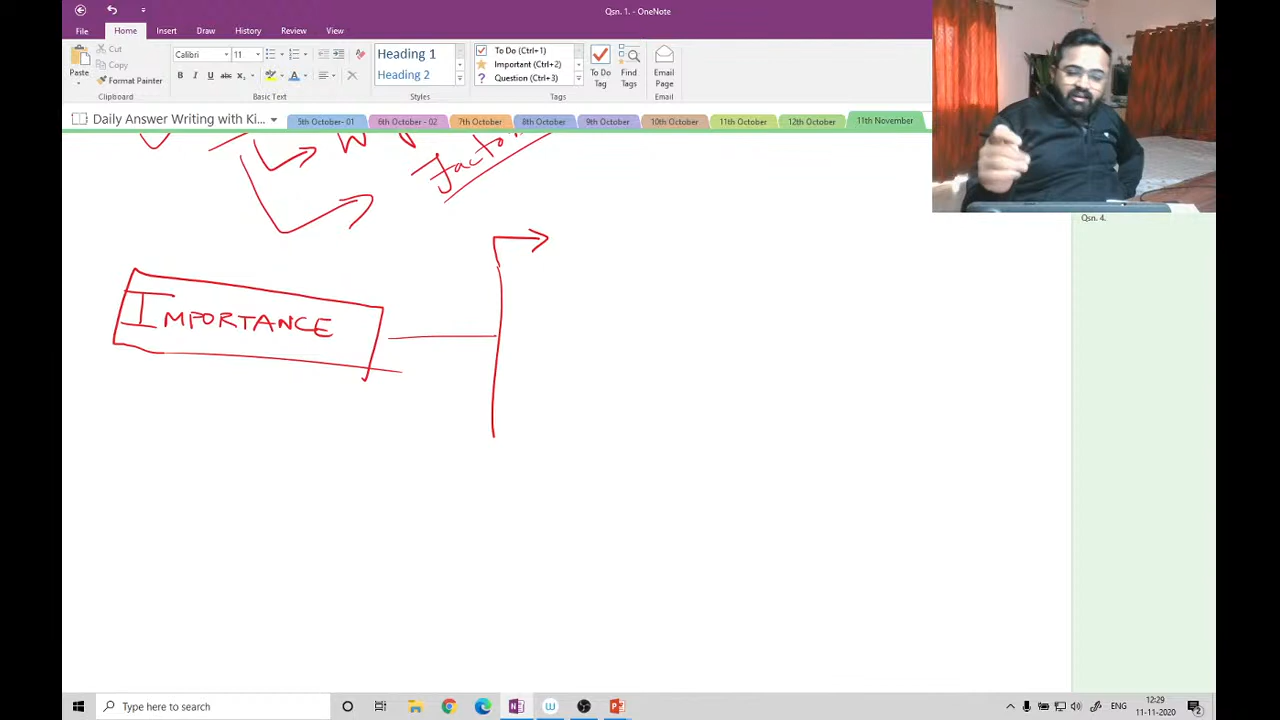 Qsn. 1. - OneNote
File Home Insert Draw History Review View
Paste
Cut
Copy
Format Painter
Clipboard
Calibri 11
B I U abc x₂ A
Basic Text
Heading 1
Heading 2
Styles
To Do (Ctrl+1)
Important (Ctrl+2)
Question (Ctrl+3)
Tags
To Do Tag
Find Tags
Email Page
Email
Daily Answer Writing with Ki...
5th October- 01 6th October - 02 7th October 8th October 9th October 10th October 11th October 12th October 11th November
Qsn. 4.
IMPORTANCE
Type here to search
ENG
12:29
11-11-2020
2